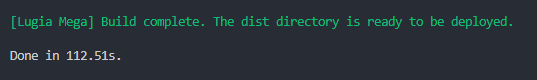 [Lugia Mega] Build complete. The dist directory is ready to be deployed.
Done in 112.51s.